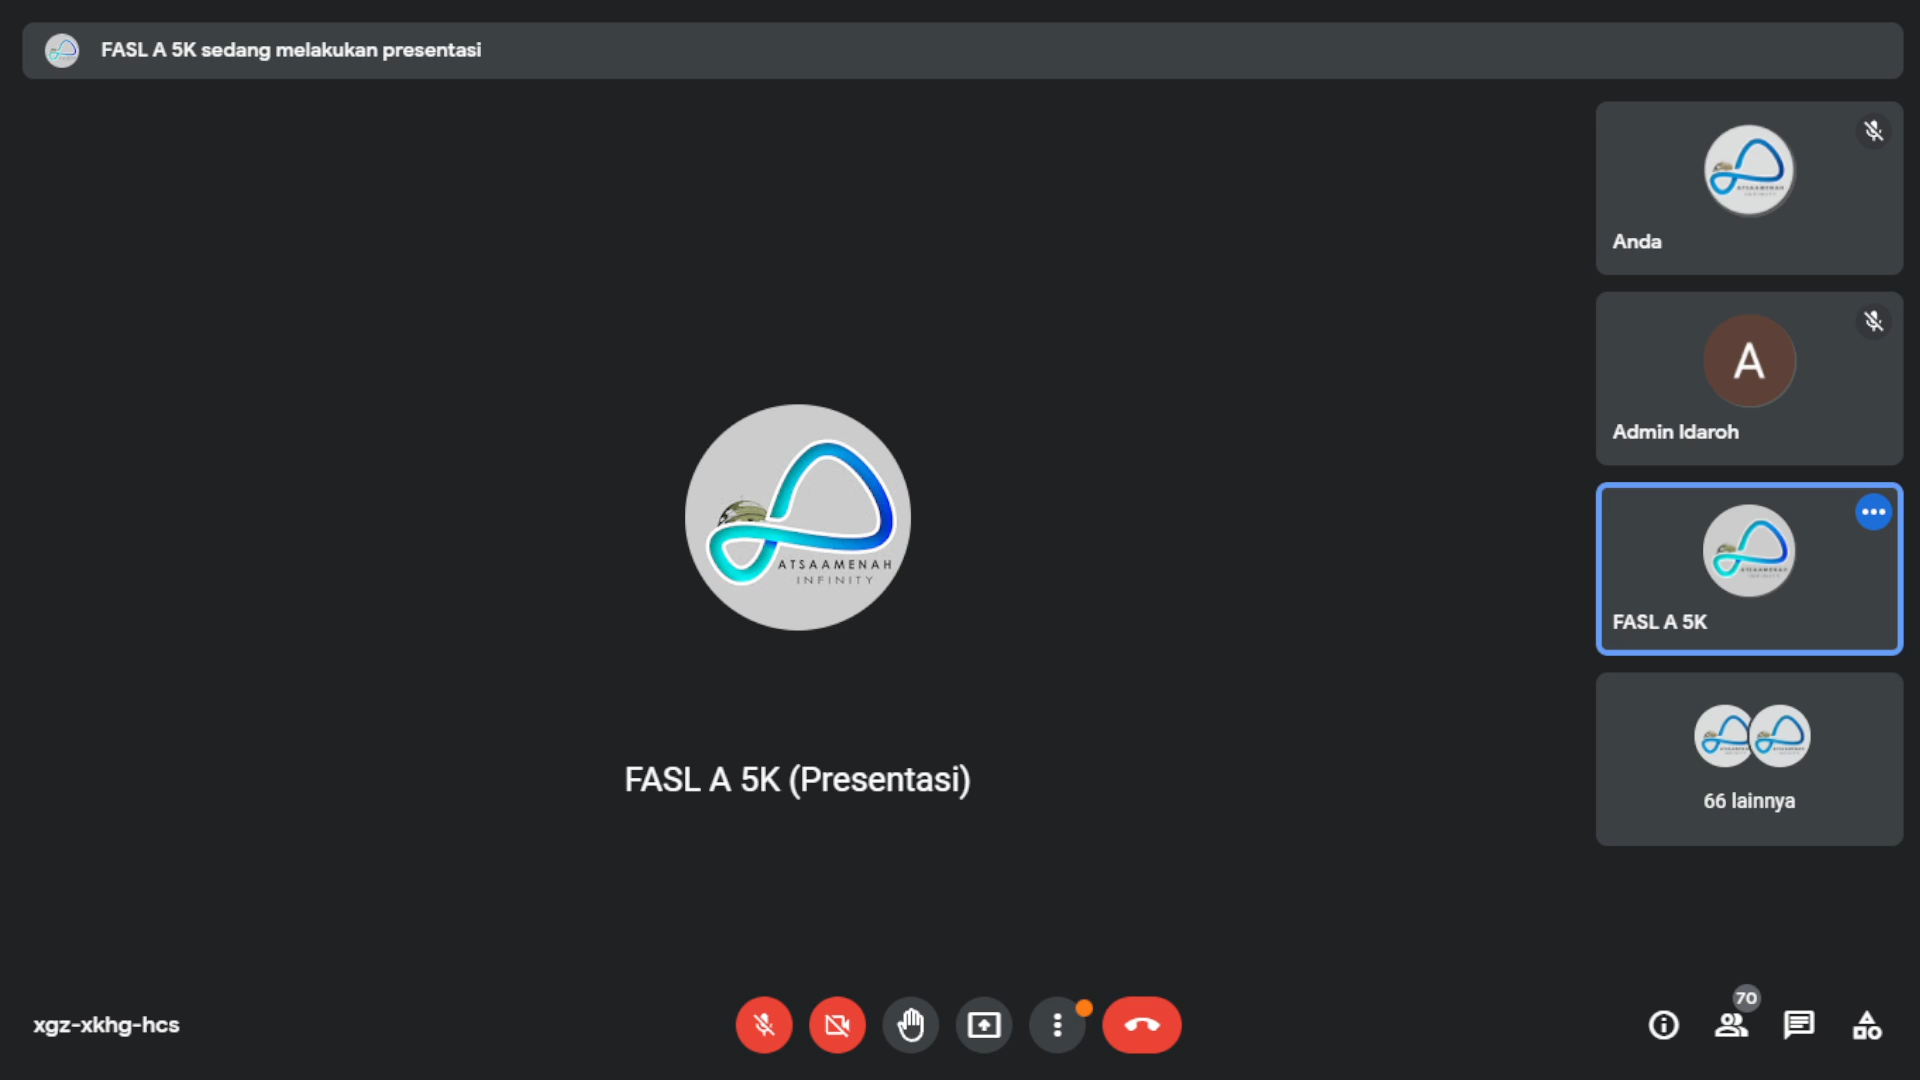 FASL A 5K sedang melakukan presentasi
Anda
A
Admin Idaroh
ATSAAMENAH
INFINITY
FASL A 5K
FASL A 5K (Presentasi)
66 lainnya
xgz-xkhg-hcs
70